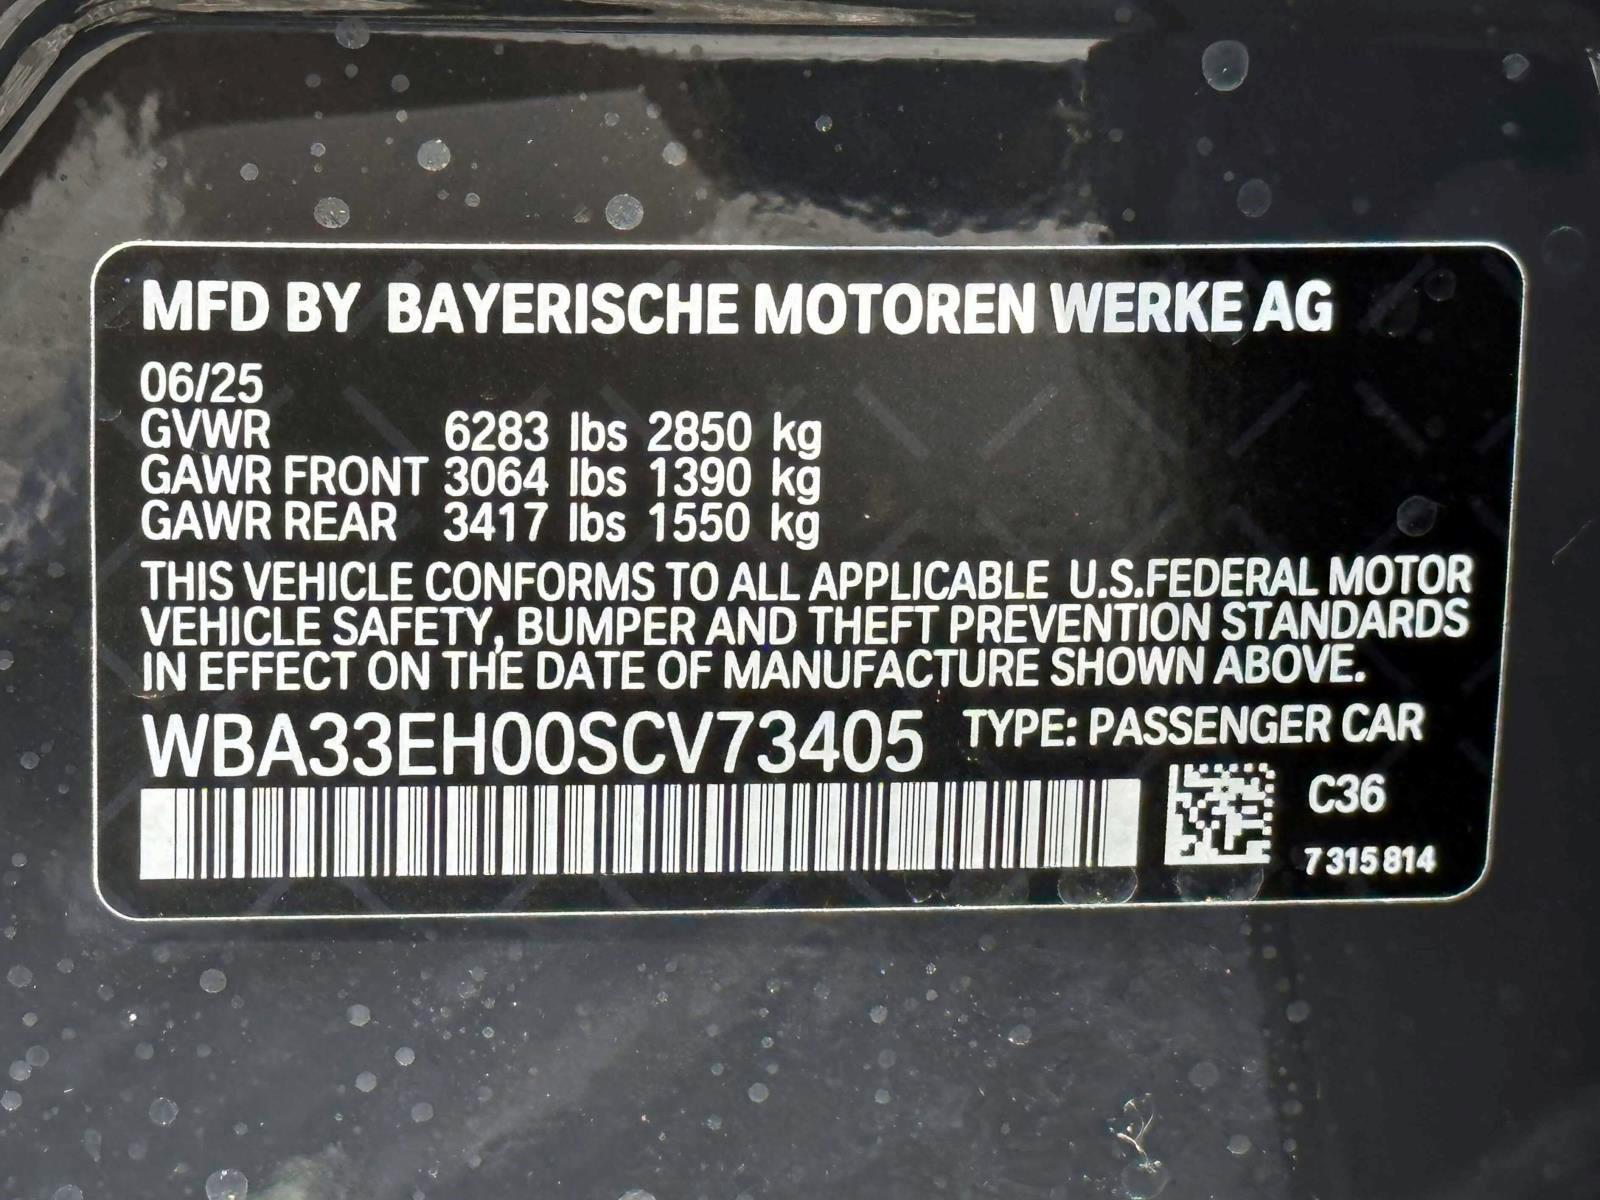 MFD BY BAYERISCHE MOTOREN WERKE AG
06/25
GVWR 6283 lbs 2850 kg
GAWR FRONT 3064 lbs 1390 kg
GAWR REAR 3417 lbs 1550 kg
THIS VEHICLE CONFORMS TO ALL APPLICABLE U.S.FEDERAL MOTOR
VEHICLE SAFETY, BUMPER AND THEFT PREVENTION STANDARDS
IN EFFECT ON THE DATE OF MANUFACTURE SHOWN ABOVE.
WBA33EH00SCV73405 TYPE: PASSENGER CAR
C36
7 315 814